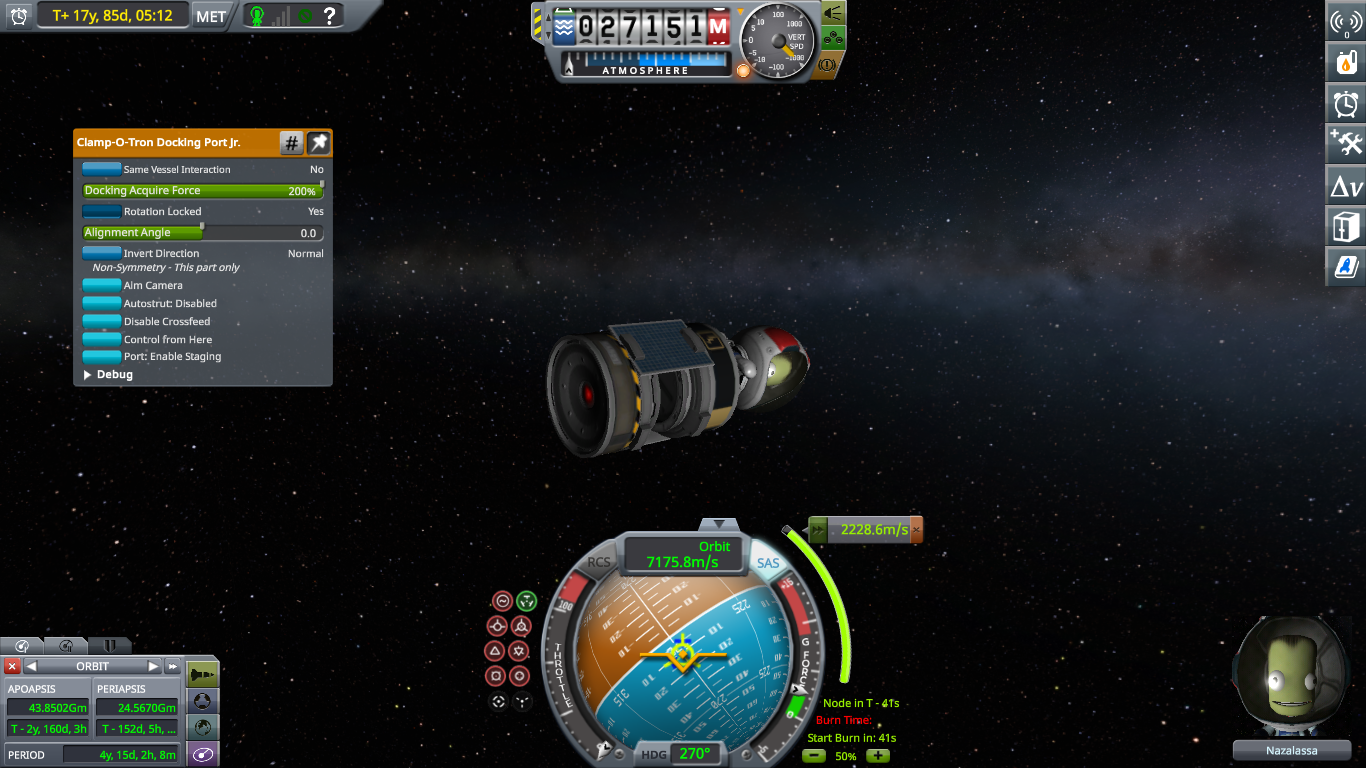 T+ 17y, 85d, 05:12 MET ?
027151 M
VERT SPD
ATMOSPHERE
0
Δv
Clamp-O-Tron Docking Port Jr. #
Same Vessel Interaction No
Docking Acquire Force 200%
Rotation Locked Yes
Alignment Angle 0.0
Invert Direction Normal
Non-Symmetry - This part only
Aim Camera
Autostrut: Disabled
Disable Crossfeed
Control from Here
Port: Enable Staging
Debug
2228.6m/s
Orbit
7175.8m/s
RCS
SAS
THROTTLE
G FORCE
HDG 270°
Node in T - 41s
Burn Time:
Start Burn in: 41s
50%
ORBIT
APOAPSIS PERIAPSIS
43.8502Gm 24.5670Gm
T - 2y, 160d, 3h T - 152d, 5h, ...
PERIOD 4y, 15d, 2h, 8m
Nazalassa